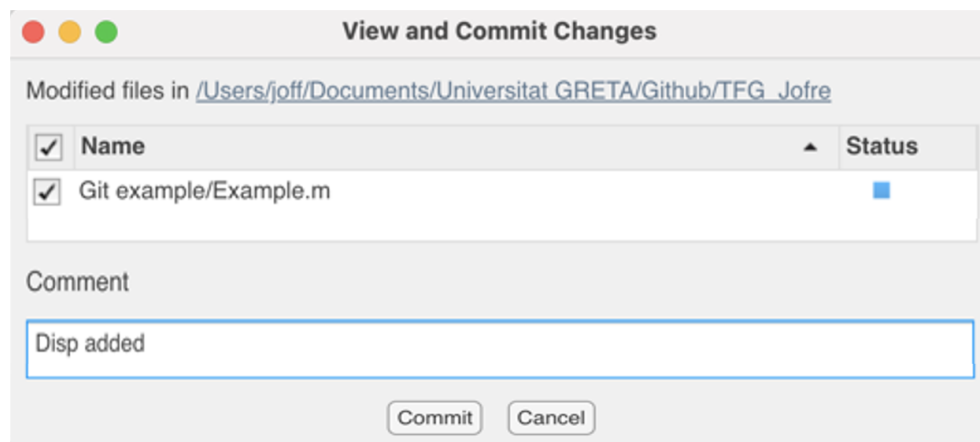 View and Commit Changes
Modified files in /Users/joff/Documents/Universitat GRETA/Github/TFG_Jofre
Name Status
Git example/Example.m
Comment
Disp added
Commit Cancel